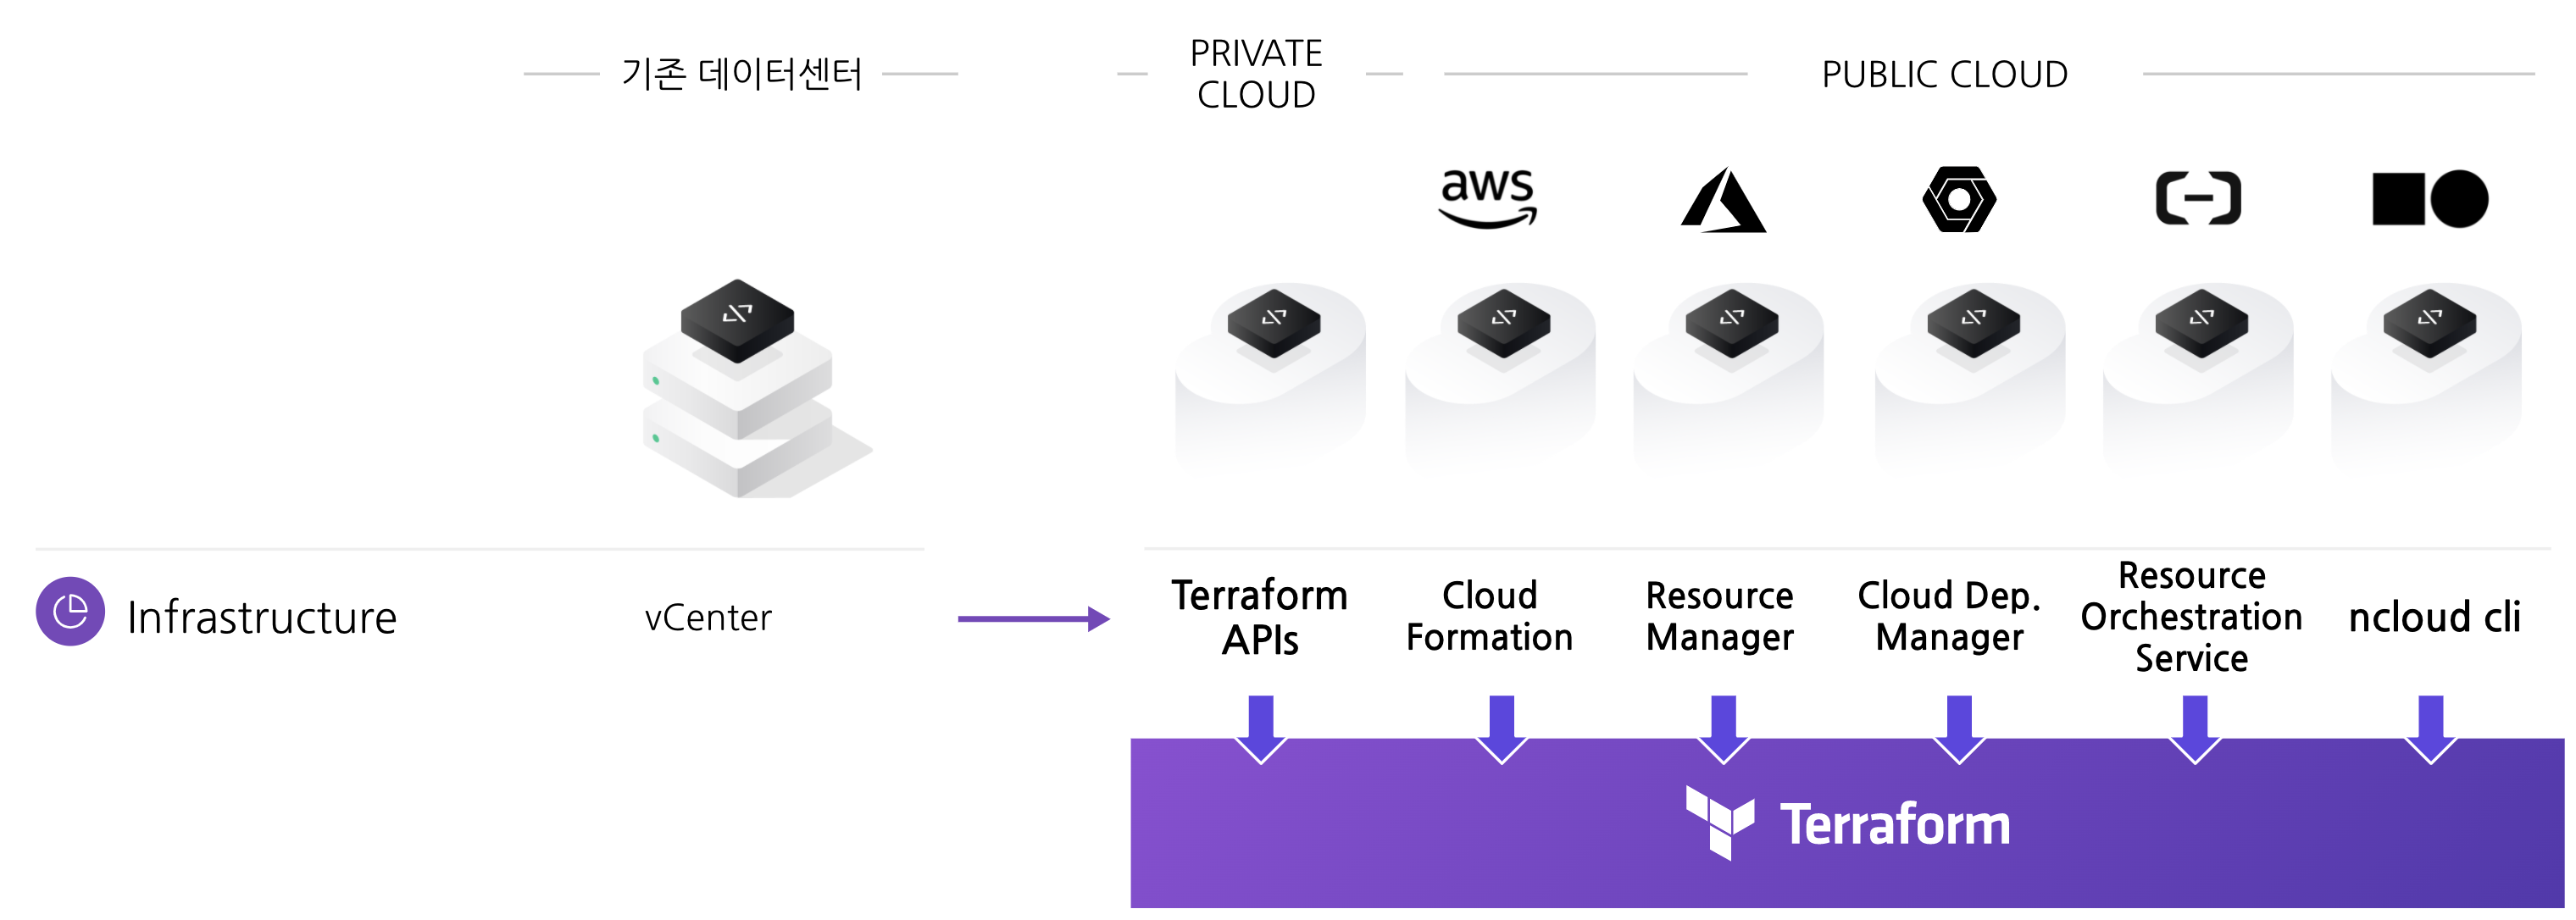 기존 데이터센터
PRIVATE
CLOUD
PUBLIC CLOUD
aws
Infrastructure
vCenter
Terraform
APIs
Cloud
Formation
Resource
Manager
Cloud Dep.
Manager
Resource
Orchestration
Service
ncloud cli
Terraform